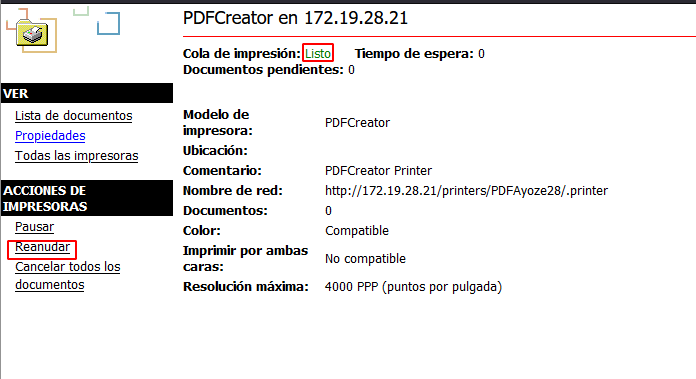 PDFCreator en 172.19.28.21
Cola de impresión: Listo Tiempo de espera: 0
Documentos pendientes: 0
VER
Lista de documentos
Propiedades
Todas las impresoras
ACCIONES DE
IMPRESORAS
Pausar
Reanudar
Cancelar todos los
documentos
Modelo de
impresora: PDFCreator
Ubicación:
Comentario: PDFCreator Printer
Nombre de red: http://172.19.28.21/printers/PDFAyoze28/.printer
Documentos: 0
Color: Compatible
Imprimir por ambas
caras: No compatible
Resolución máxima: 4000 PPP (puntos por pulgada)